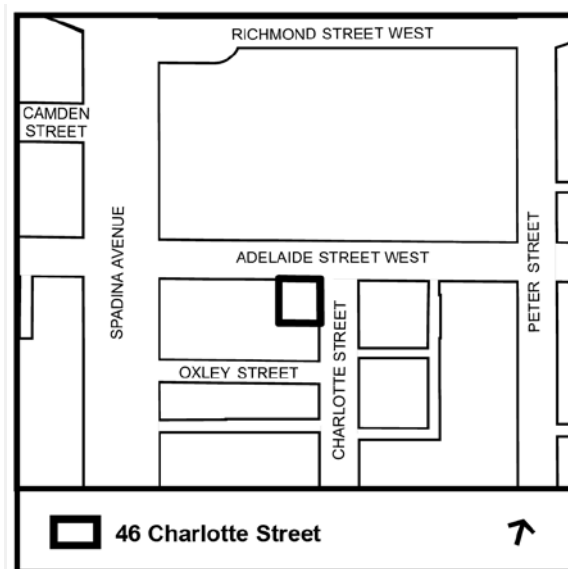 RICHMOND STREET WEST
CAMDEN
STREET
SPADINA AVENUE
ADELAIDE STREET WEST
PETER STREET
OXLEY STREET
CHARLOTTE STREET
46 Charlotte Street